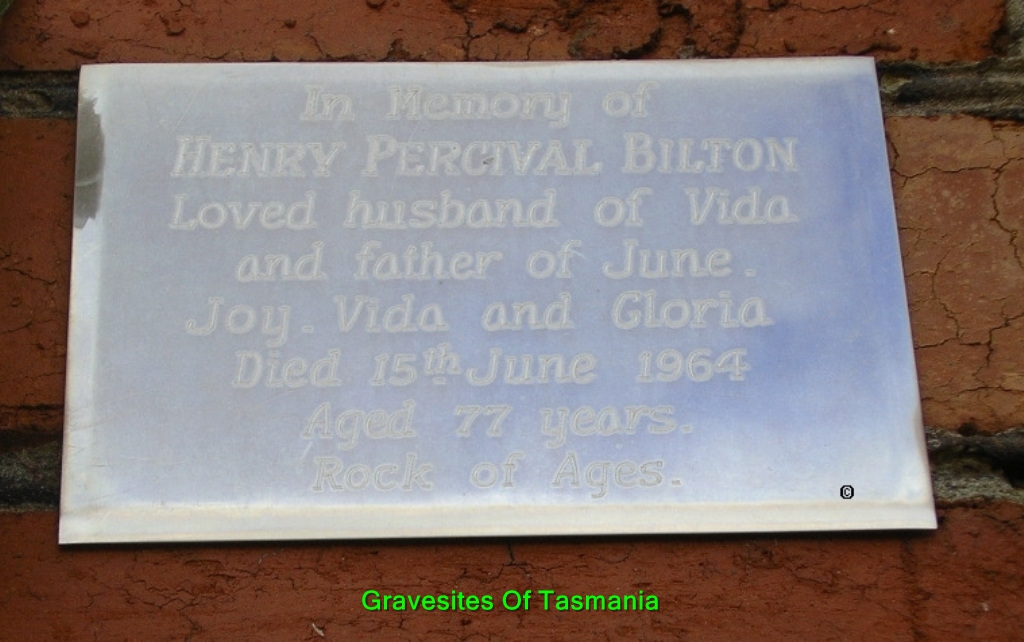 In Memory of
HENRY PERCIVAL BILTON
Loved husband of Vida
and father of June.
Joy. Vida and Gloria
Died 15th June 1964
Aged 77 years.
Rock of Ages.
©
Gravesites Of Tasmania